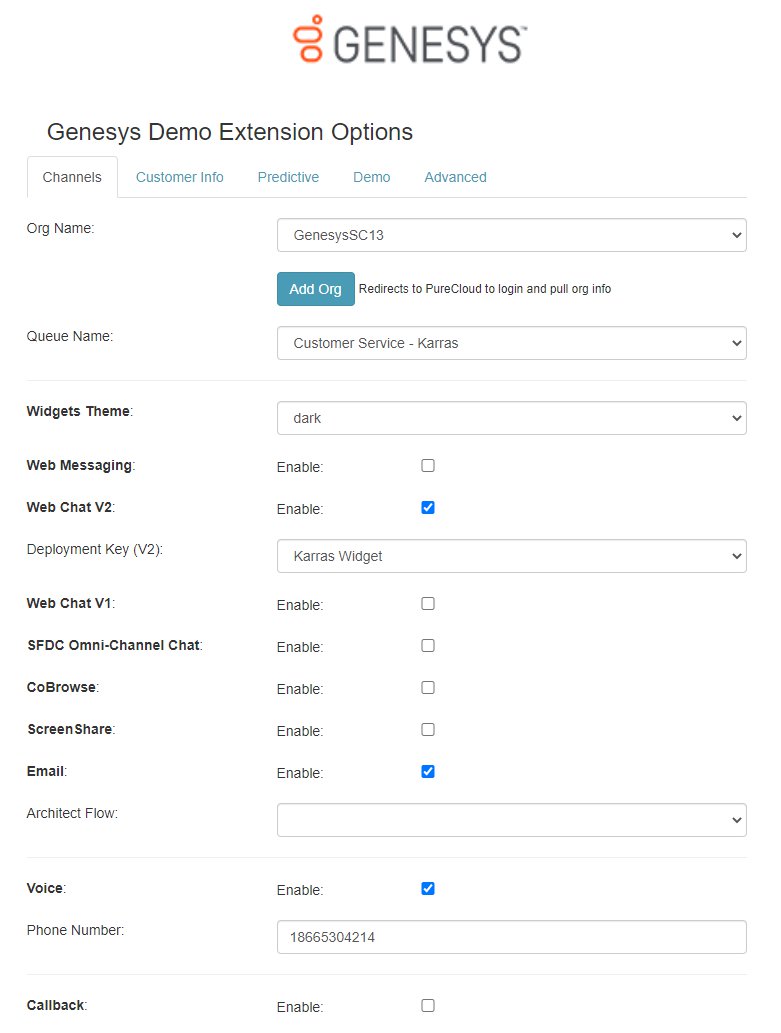 GENESYS™
Genesys Demo Extension Options
Channels Customer Info Predictive Demo Advanced
Org Name: GenesysSC13
Add Org Redirects to PureCloud to login and pull org info
Queue Name: Customer Service - Karras
Widgets Theme: dark
Web Messaging: Enable:
Web Chat V2: Enable:
Deployment Key (V2): Karras Widget
Web Chat V1: Enable:
SFDC Omni-Channel Chat: Enable:
CoBrowse: Enable:
ScreenShare: Enable:
Email: Enable:
Architect Flow:
Voice: Enable:
Phone Number: 18665304214
Callback: Enable: